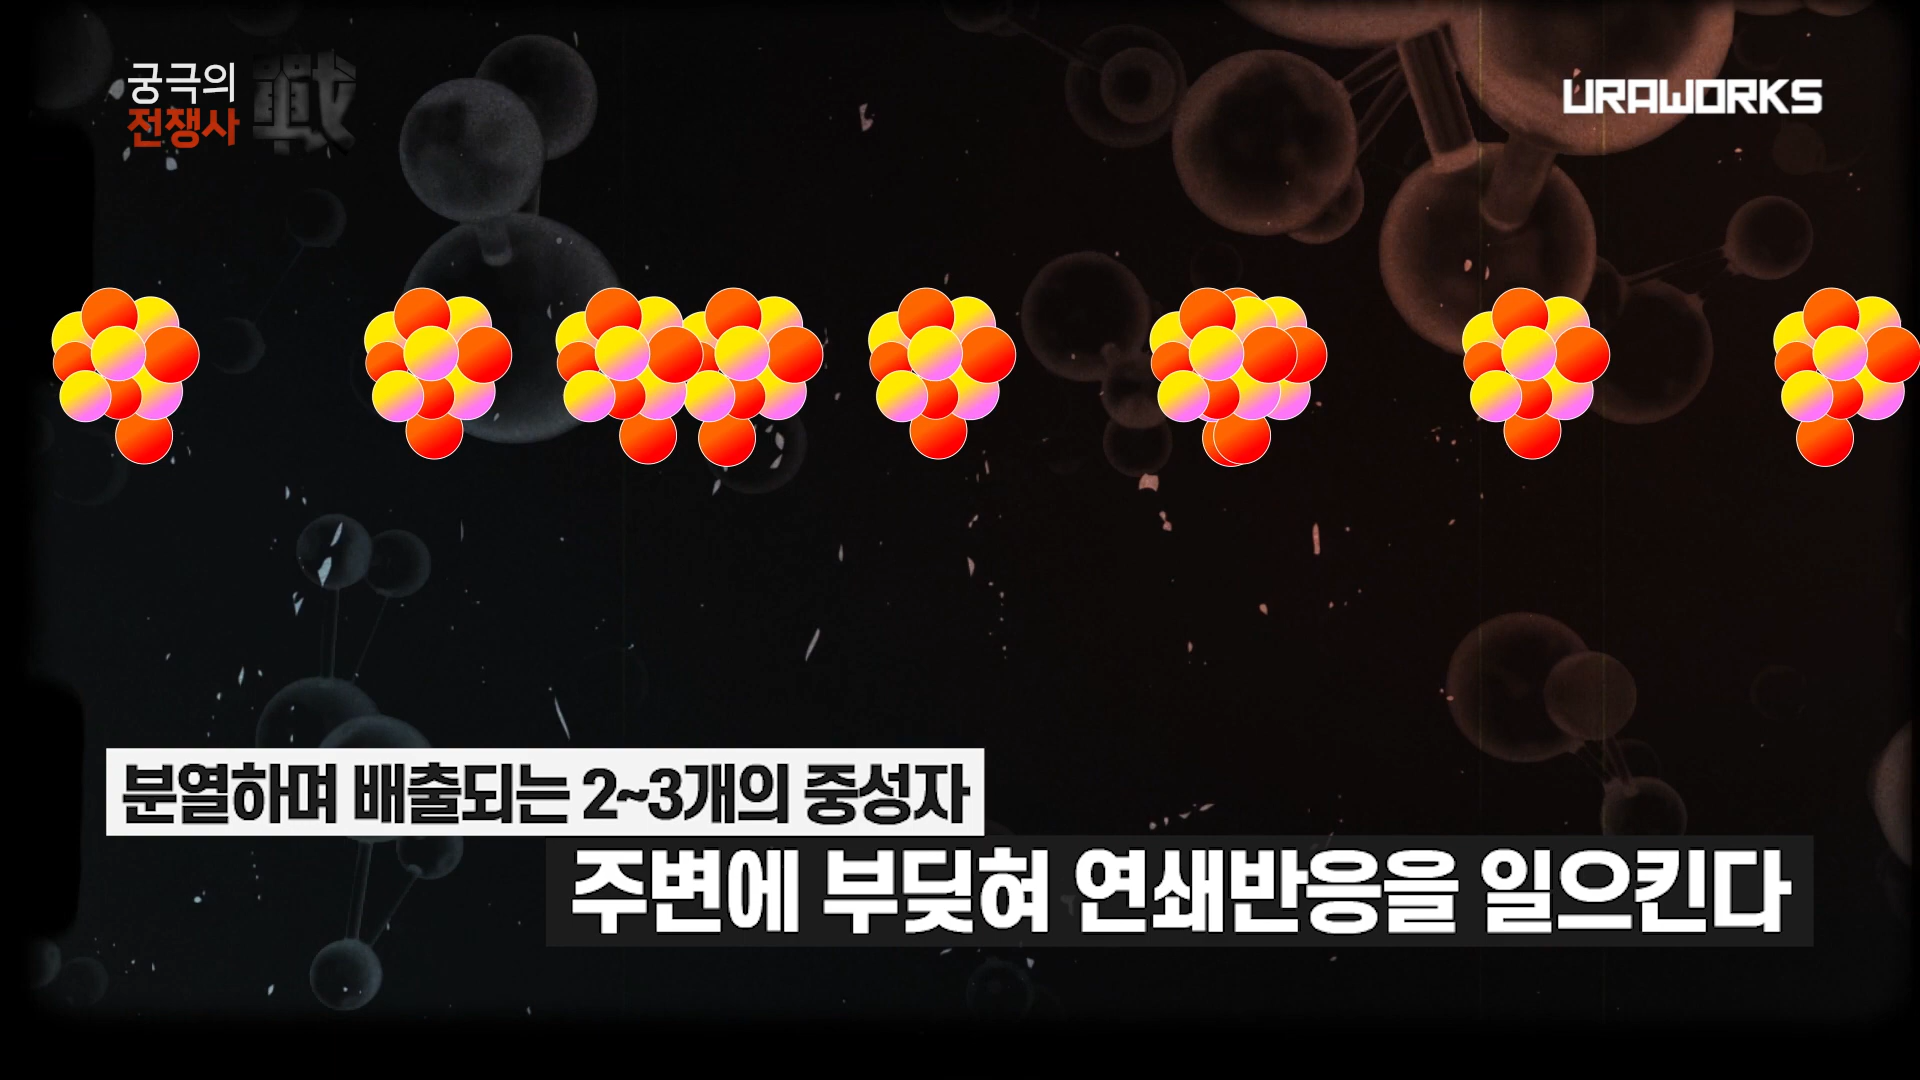 궁극의
전쟁사
戰
URAWORKS
분열하며 배출되는 2~3개의 중성자
주변에 부딪혀 연쇄반응을 일으킨다